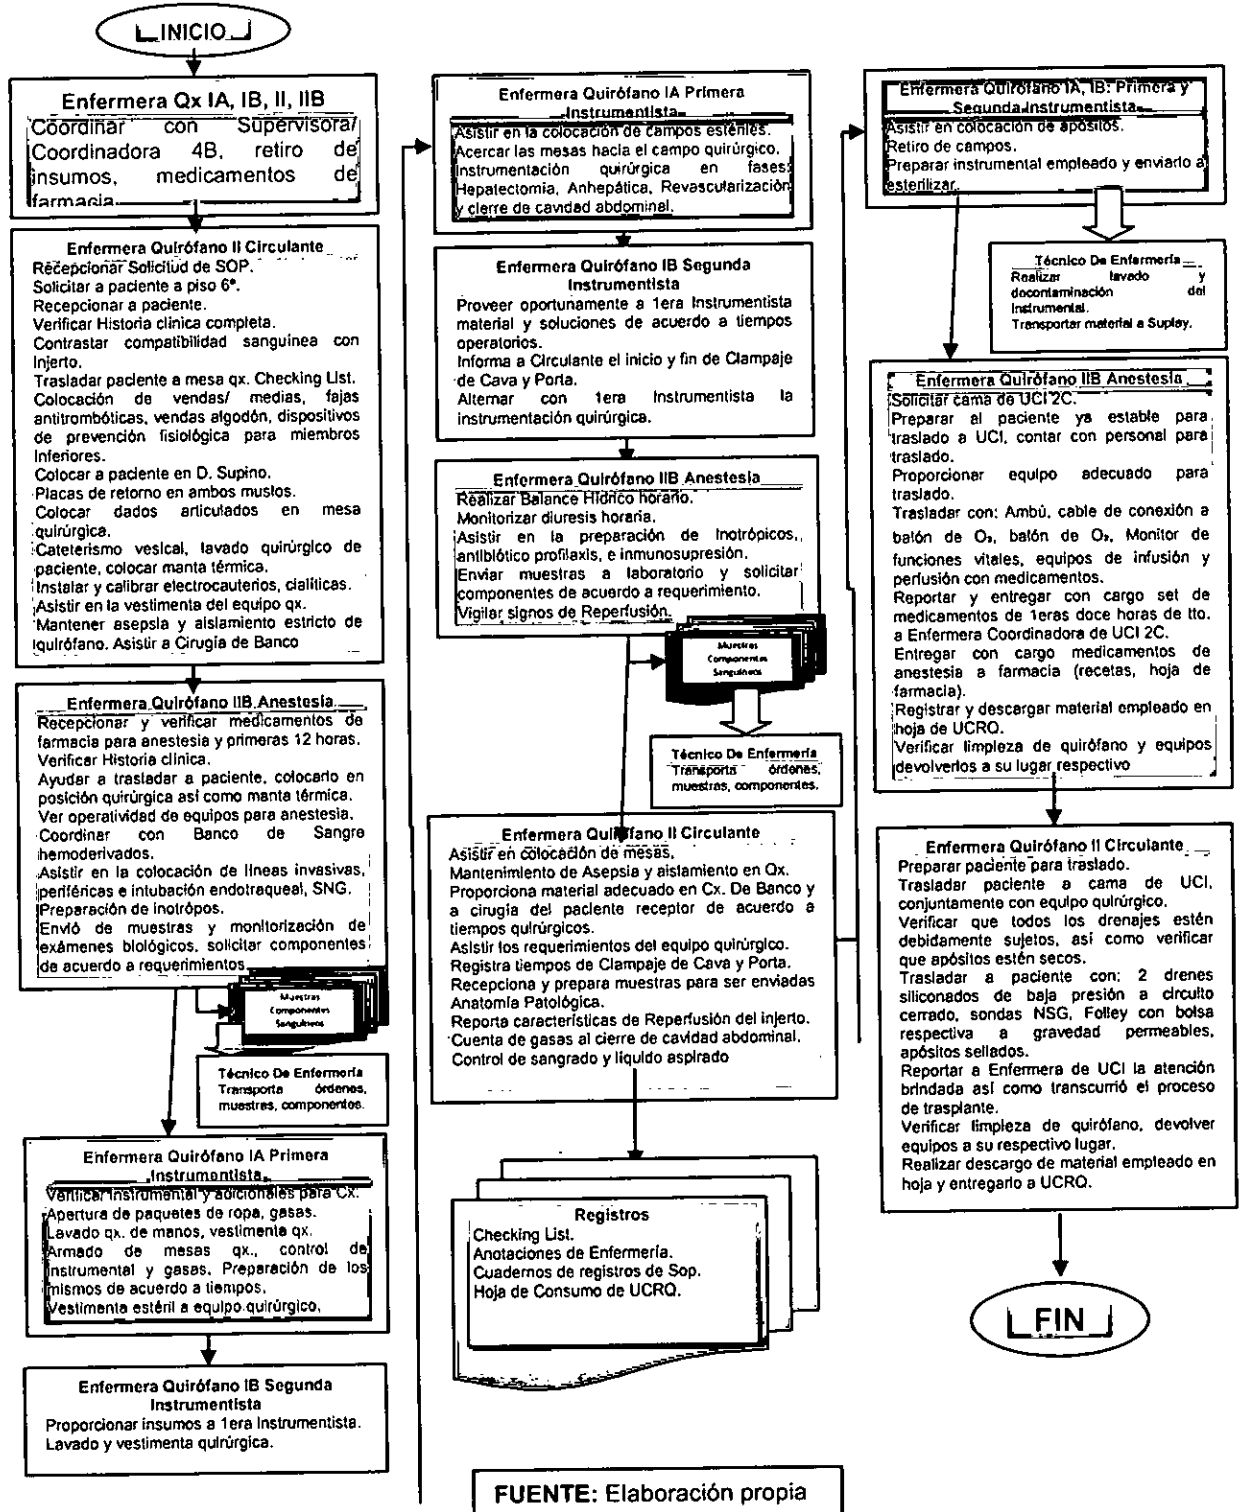 INICIO
Enfermera Qx IA, IB, II, IIB
Coordinar con Supervisora/
Coordinadora 4B, retiro de
insumos, medicamentos de
farmacia.
Enfermera Quirófano II Circulante
Recepcionar Solicitud de SOP.
Solicitar a paciente a piso 6°.
Recepcionar a paciente.
Verificar Historia clínica completa.
Contrastar compatibilidad sanguínea con
Injerto.
Trasladar paciente a mesa qx. Checking List.
Colocación de vendas/ medias, fajas
antitrombóticas, vendas algodón, dispositivos
de prevención fisiológica para miembros
Inferiores.
Colocar a paciente en D. Supino.
Placas de retorno en ambos muslos.
Colocar dados articulados en mesa
quirúrgica.
Cateterismo vesical, lavado quirúrgico de
paciente, colocar manta térmica.
Instalar y calibrar electrocauterios, cialíticas.
Asistir en la vestimenta del equipo qx.
Mantener asepsia y aislamiento estricto de
quirófano. Asistir a Cirugía de Banco
Enfermera Quirófano IIB Anestesia
Recepcionar y verificar medicamentos de
farmacia para anestesia y primeras 12 horas.
Verificar Historia clínica.
Ayudar a trasladar a paciente, colocarlo en
posición quirúrgica así como manta térmica.
Ver operatividad de equipos para anestesia.
Coordinar con Banco de Sangre
hemoderivados.
Asistir en la colocación de líneas invasivas,
periféricas e intubación endotraqueal, SNG.
Preparación de inotrópos.
Envió de muestras y monitorización de
exámenes biológicos, solicitar componentes
de acuerdo a requerimientos
Muestras
Componentes
Sanguíneos
Técnico De Enfermería
Transporta órdenes,
muestras, componentes.
Enfermera Quirófano IA Primera
Instrumentista
Verificar Instrumental y adicionales para Cx.
Apertura de paquetes de ropa, gasas.
Lavado qx. de manos, vestimenta qx.
Armado de mesas qx., control de
instrumental y gasas. Preparación de los
mismos de acuerdo a tiempos.
Vestimenta estéril a equipo quirúrgico.
Enfermera Quirófano IB Segunda
Instrumentista
Proporcionar insumos a 1era Instrumentista.
Lavado y vestimenta quirúrgica.
Enfermera Quirófano IA Primera
Instrumentista
Asistir en la colocación de campos estériles.
Acercar las mesas hacia el campo quirúrgico.
Instrumentación quirúrgica en fases:
Hepatectomía, Anhepática, Revascularización
y cierre de cavidad abdominal.
Enfermera Quirófano IB Segunda
Instrumentista
Proveer oportunamente a 1era Instrumentista
material y soluciones de acuerdo a tiempos
operatorios.
Informa a Circulante el inicio y fin de Clampaje
de Cava y Porta.
Alternar con 1era Instrumentista la
instrumentación quirúrgica.
Enfermera Quirófano IIB Anestesia
Realizar Balance Hídrico horario.
Monitorizar diuresis horaria.
Asistir en la preparación de Inotrópicos,
antibiótico profilaxis, e inmunosupresión.
Enviar muestras a laboratorio y solicitar
componentes de acuerdo a requerimiento.
Vigilar signos de Reperfusión.
Muestras
Componentes
Sanguíneos
Técnico De Enfermería
Transporta órdenes,
muestras, componentes.
Enfermera Quirófano II Circulante
Asistir en colocación de mesas.
Mantenimiento de Asepsia y aislamiento en Qx.
Proporciona material adecuado en Cx. De Banco y
a cirugía del paciente receptor de acuerdo a
tiempos quirúrgicos.
Asistir los requerimientos del equipo quirúrgico.
Registra tiempos de Clampaje de Cava y Porta.
Recepciona y prepara muestras para ser enviadas
Anatomía Patológica.
Reporta características de Reperfusión del injerto.
Cuenta de gasas al cierre de cavidad abdominal.
Control de sangrado y líquido aspirado
Registros
Checking List.
Anotaciones de Enfermería.
Cuadernos de registros de Sop.
Hoja de Consumo de UCRQ.
Enfermera Quirófano IA, IB: Primera y
Segunda Instrumentista
Asistir en colocación de apósitos.
Retiro de campos.
Preparar instrumental empleado y enviarlo a
esterilizar.
Técnico De Enfermería
Realizar lavado y
decontaminación del
Instrumental.
Transportar material a Suplay.
Enfermera Quirófano IIB Anestesia
Solicitar cama de UCI 2C.
Preparar al paciente ya estable para
traslado a UCI, contar con personal para
traslado.
Proporcionar equipo adecuado para
traslado.
Trasladar con: Ambú, cable de conexión a
balón de O₂, balón de O₂, Monitor de
funciones vitales, equipos de infusión y
perfusión con medicamentos.
Reportar y entregar con cargo set de
medicamentos de 1eras doce horas de tto.
a Enfermera Coordinadora de UCI 2C.
Entregar con cargo medicamentos de
anestesia a farmacia (recetas, hoja de
farmacia).
Registrar y descargar material empleado en
hoja de UCRQ.
Verificar limpieza de quirófano y equipos
devolverlos a su lugar respectivo
Enfermera Quirófano II Circulante
Preparar paciente para traslado.
Trasladar paciente a cama de UCI,
conjuntamente con equipo quirúrgico.
Verificar que todos los drenajes estén
debidamente sujetos, así como verificar
que apósitos estén secos.
Trasladar a paciente con: 2 drenes
siliconados de baja presión a circuito
cerrado, sondas NSG, Folley con bolsa
respectiva a gravedad permeables,
apósitos sellados.
Reportar a Enfermera de UCI la atención
brindada así como transcurrió el proceso
de trasplante.
Verificar limpieza de quirófano, devolver
equipos a su respectivo lugar.
Realizar descargo de material empleado en
hoja y entregarlo a UCRQ.
FIN
FUENTE: Elaboración propia